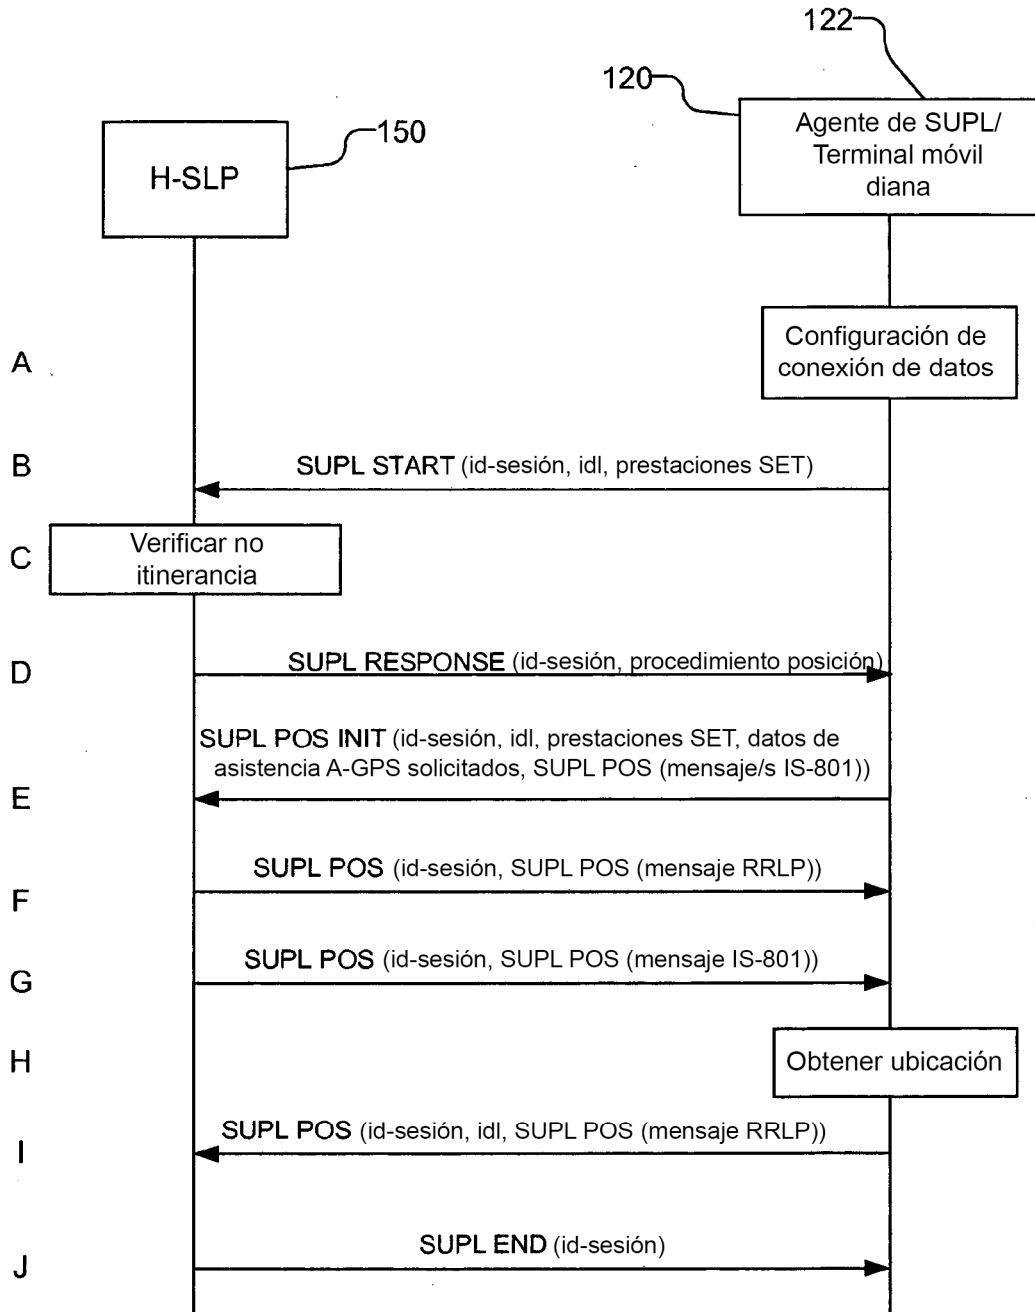 122
120
150
H-SLP
Agente de SUPL/
Terminal móvil
diana
A
Configuración de
conexión de datos
B
SUPL START (id-sesión, idl, prestaciones SET)
C
Verificar no
itinerancia
D
SUPL RESPONSE (id-sesión, procedimiento posición)
SUPL POS INIT (id-sesión, idl, prestaciones SET, datos de
asistencia A-GPS solicitados, SUPL POS (mensaje/s IS-801))
E
SUPL POS (id-sesión, SUPL POS (mensaje RRLP))
F
SUPL POS (id-sesión, SUPL POS (mensaje IS-801))
G
H
Obtener ubicación
SUPL POS (id-sesión, idl, SUPL POS (mensaje RRLP))
I
SUPL END (id-sesión)
J